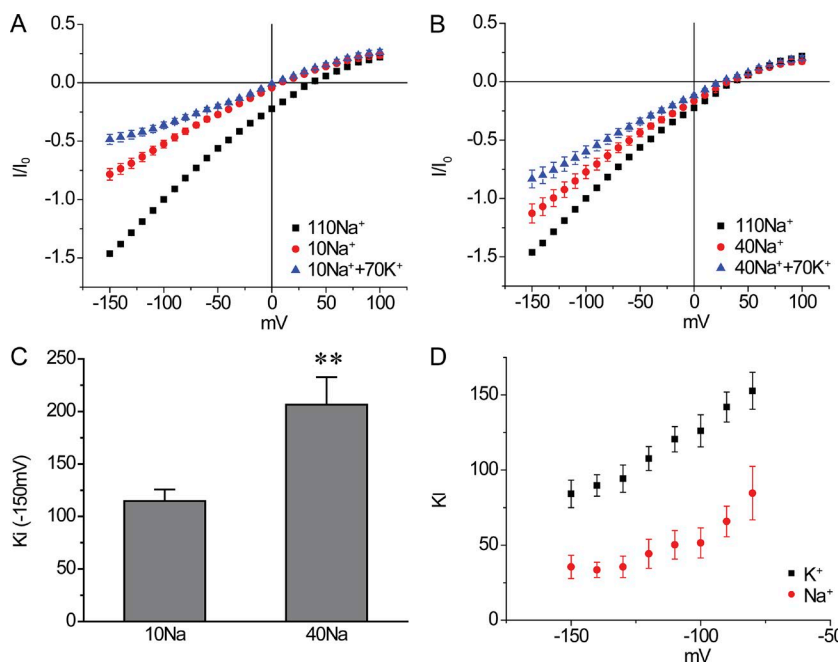 A
0.5
0.0
-0.5
-1.0
-1.5
I/I₀
110Na⁺
10Na⁺
10Na⁺+70K⁺
-150 -100 -50 0 50 100
mV
B
0.5
0.0
-0.5
-1.0
-1.5
I/I₀
110Na⁺
40Na⁺
40Na⁺+70K⁺
-150 -100 -50 0 50 100
mV
C
250
200
150
100
125
50
0
Ki (-150mV)
**
10Na 40Na
D
150
100
50
0
KI
K⁺
Na⁺
-150 -100 -50
mV